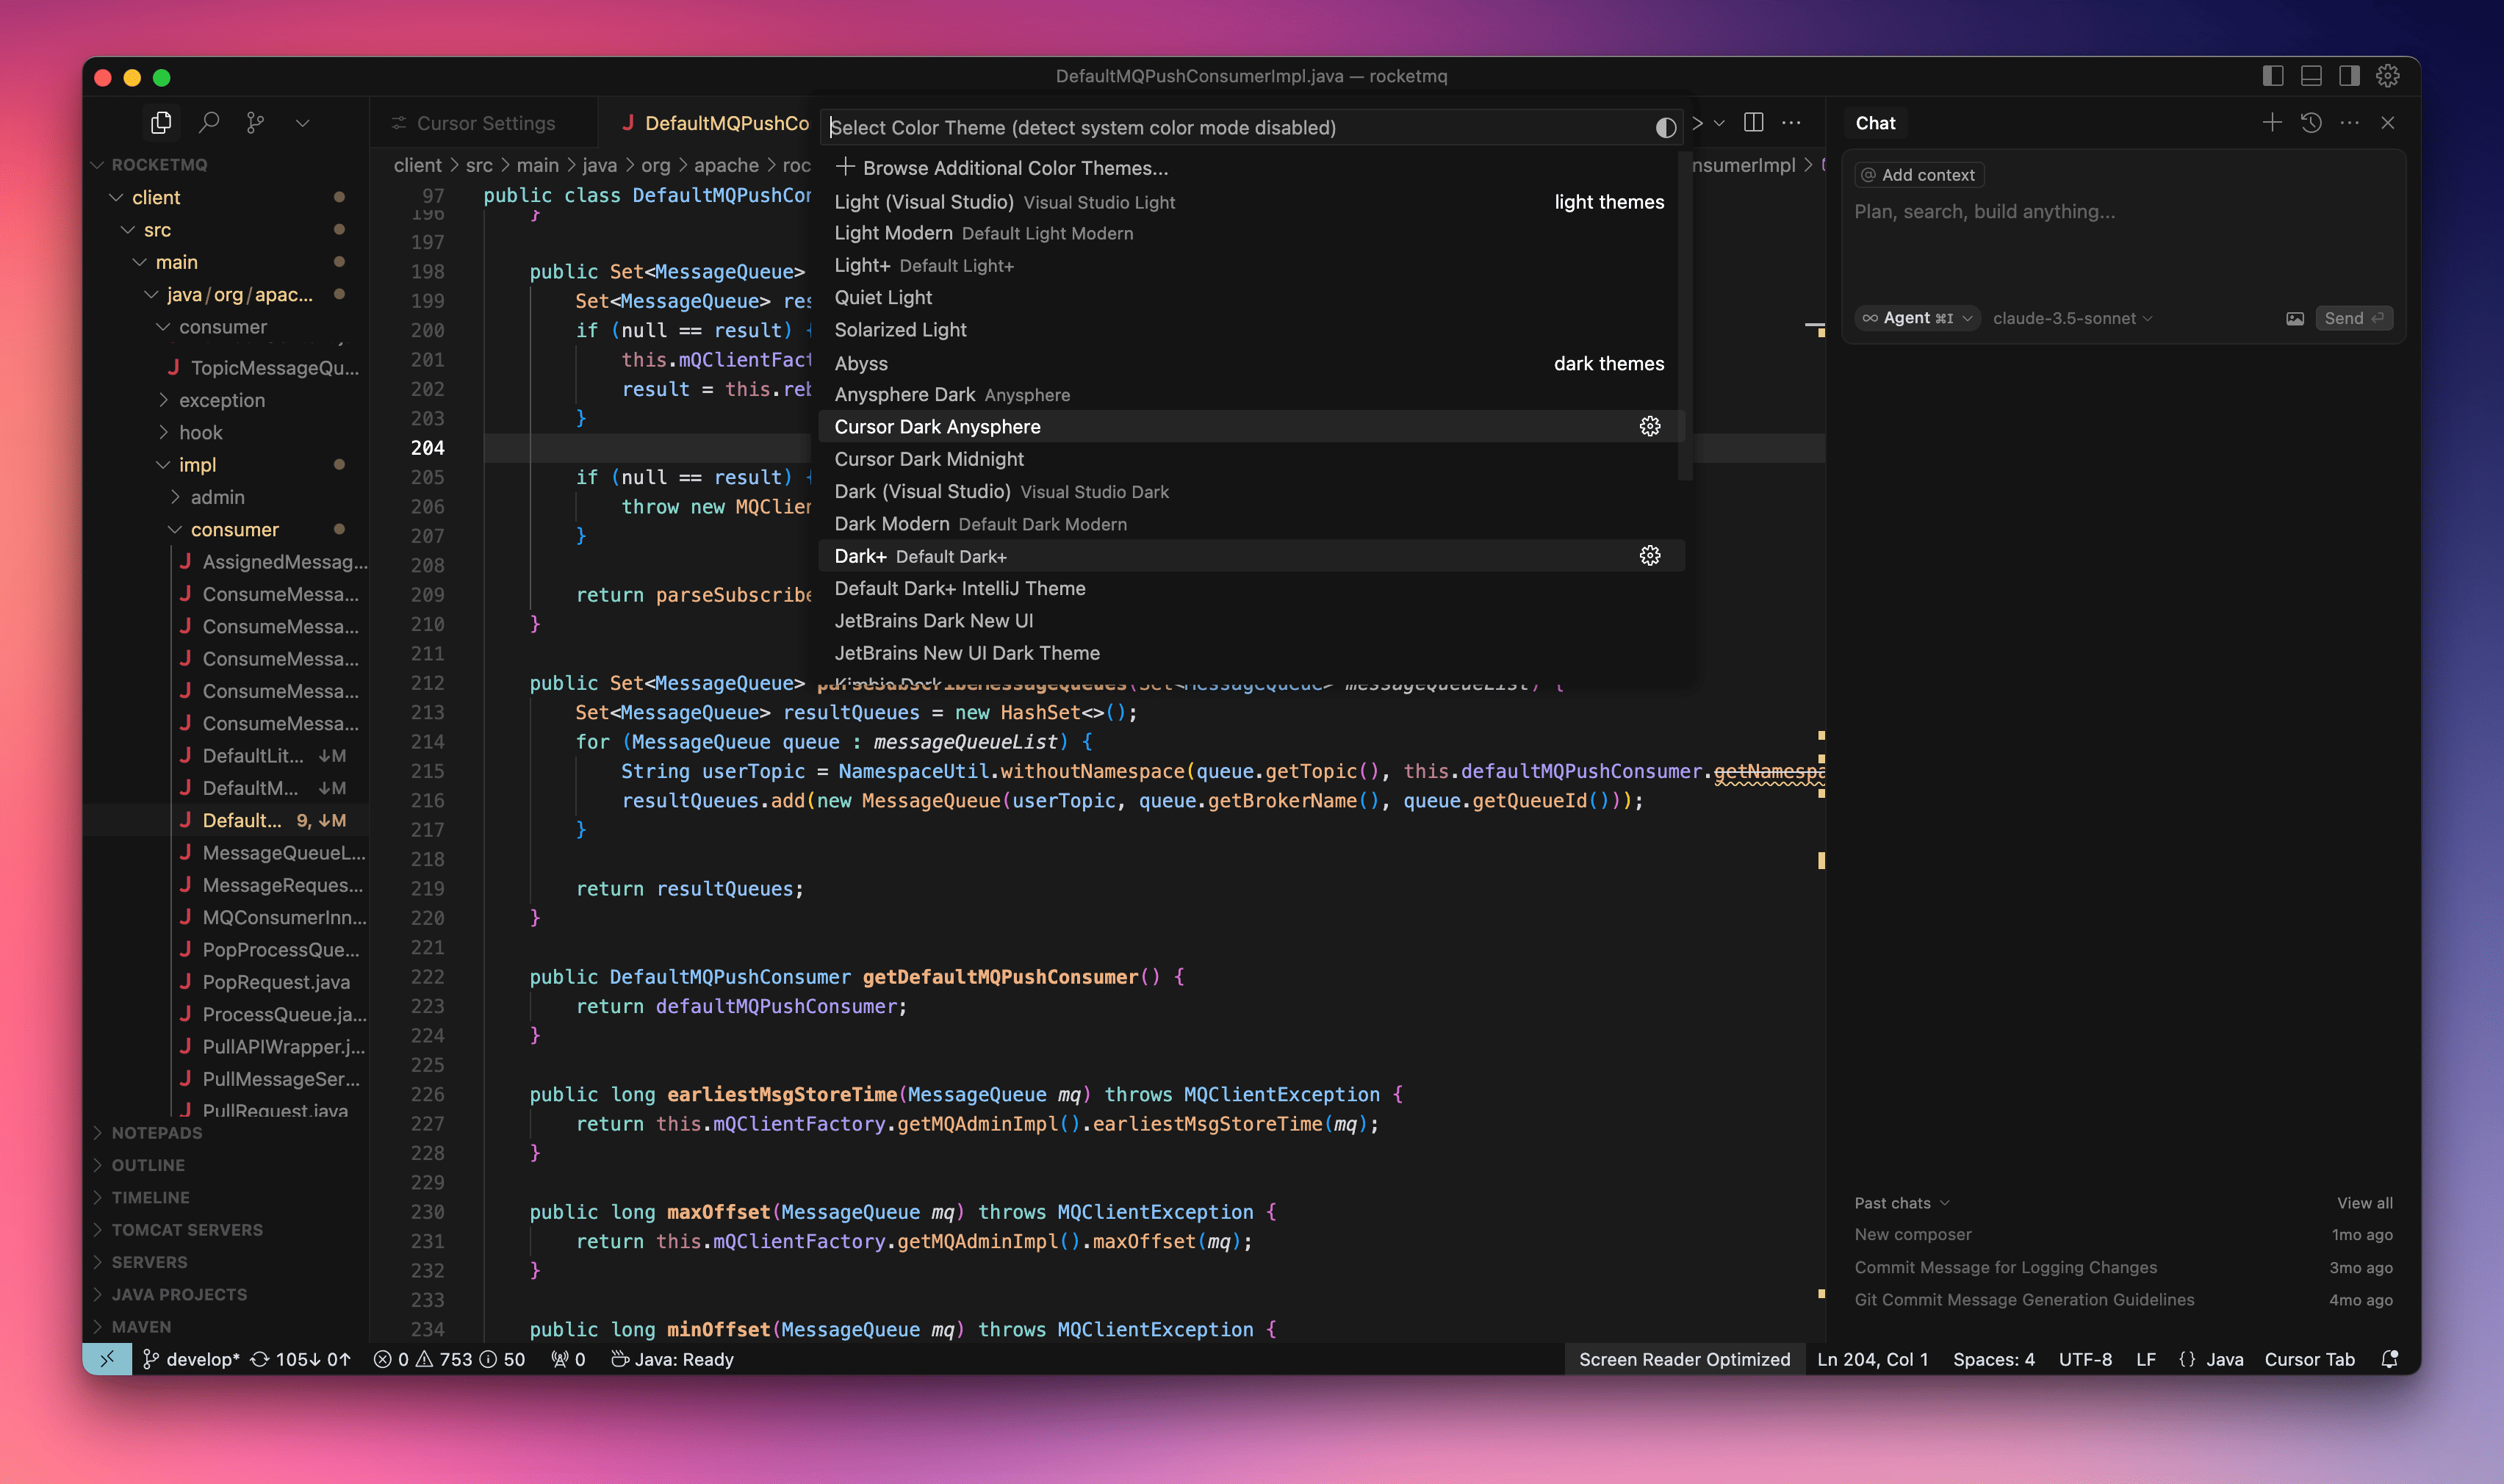 DefaultMQPushConsumerImpl.java — rocketmq
ROCKETMQ
client
src
main
java/org/apac...
consumer
TopicMessageQu...
exception
hook
impl
admin
consumer
AssignedMessag...
ConsumeMessa...
ConsumeMessa...
ConsumeMessa...
ConsumeMessa...
ConsumeMessa...
DefaultLit... ↓M
DefaultM... ↓M
Default... 9, ↓M
MessageQueueL...
MessageReques...
MQConsumerInn...
PopProcessQue...
PopRequest.java
ProcessQueue.ja...
PullAPIWrapper.j...
PullMessageSer...
PullRequest.java
NOTEPADS
OUTLINE
TIMELINE
TOMCAT SERVERS
SERVERS
JAVA PROJECTS
MAVEN
Cursor Settings
DefaultMQPushCo
client > src > main > java > org > apache > roc
nsumerImpl >
Select Color Theme (detect system color mode disabled)
Browse Additional Color Themes...
Light (Visual Studio) Visual Studio Light light themes
Light Modern Default Light Modern
Light+ Default Light+
Quiet Light
Solarized Light
Abyss dark themes
Anysphere Dark Anysphere
Cursor Dark Anysphere
Cursor Dark Midnight
Dark (Visual Studio) Visual Studio Dark
Dark Modern Default Dark Modern
Dark+ Default Dark+
Default Dark+ IntelliJ Theme
JetBrains Dark New UI
JetBrains New UI Dark Theme
Kimbie Dark
97 public class DefaultMQPushCon
196 }
197
198 public Set<MessageQueue>
199 Set<MessageQueue> res
200 if (null == result) {
201 this.mQClientFact
202 result = this.reb
203 }
204
205 if (null == result) {
206 throw new MQClien
207 }
208
209 return parseSubscribe
210 }
211
212 public Set<MessageQueue> parseSubscribeMessageQueues(Set<MessageQueue> messageQueueList) {
213 Set<MessageQueue> resultQueues = new HashSet<>();
214 for (MessageQueue queue : messageQueueList) {
215 String userTopic = NamespaceUtil.withoutNamespace(queue.getTopic(), this.defaultMQPushConsumer.getNamespa
216 resultQueues.add(new MessageQueue(userTopic, queue.getBrokerName(), queue.getQueueId()));
217 }
218
219 return resultQueues;
220 }
221
222 public DefaultMQPushConsumer getDefaultMQPushConsumer() {
223 return defaultMQPushConsumer;
224 }
225
226 public long earliestMsgStoreTime(MessageQueue mq) throws MQClientException {
227 return this.mQClientFactory.getMQAdminImpl().earliestMsgStoreTime(mq);
228 }
229
230 public long maxOffset(MessageQueue mq) throws MQClientException {
231 return this.mQClientFactory.getMQAdminImpl().maxOffset(mq);
232 }
233
234 public long minOffset(MessageQueue mq) throws MQClientException {
Chat
@ Add context
Plan, search, build anything...
∞ Agent ⌘I claude-3.5-sonnet Send ⏎
Past chats View all
New composer 1mo ago
Commit Message for Logging Changes 3mo ago
Git Commit Message Generation Guidelines 4mo ago
develop* 105↓ 0↑ 0 753 50 0 Java: Ready
Screen Reader Optimized Ln 204, Col 1 Spaces: 4 UTF-8 LF {} Java Cursor Tab